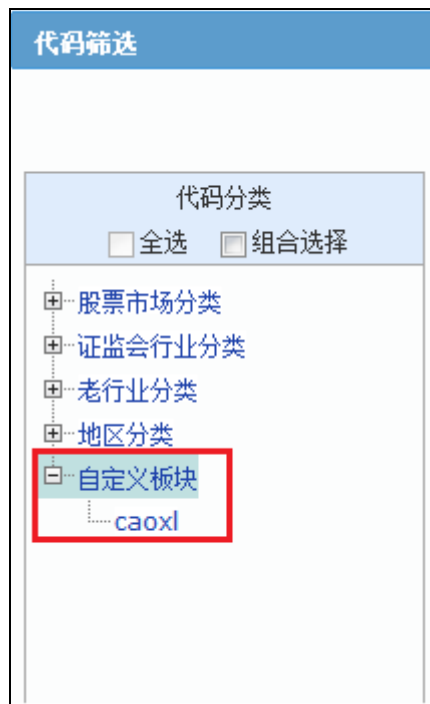 代码筛选
代码分类
全选 组合选择
股票市场分类
证监会行业分类
老行业分类
地区分类
自定义板块
caoxl